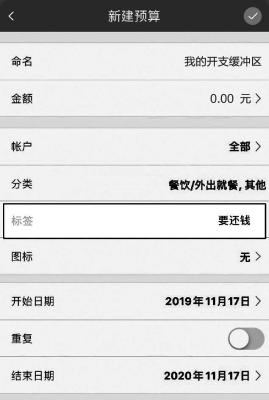 新建预算
命名 我的开支缓冲区
金额 0.00 元
帐户 全部
分类 餐饮/外出就餐, 其他
标签 要还钱
图标 无
开始日期 2019年11月17日
重复
结束日期 2020年11月17日